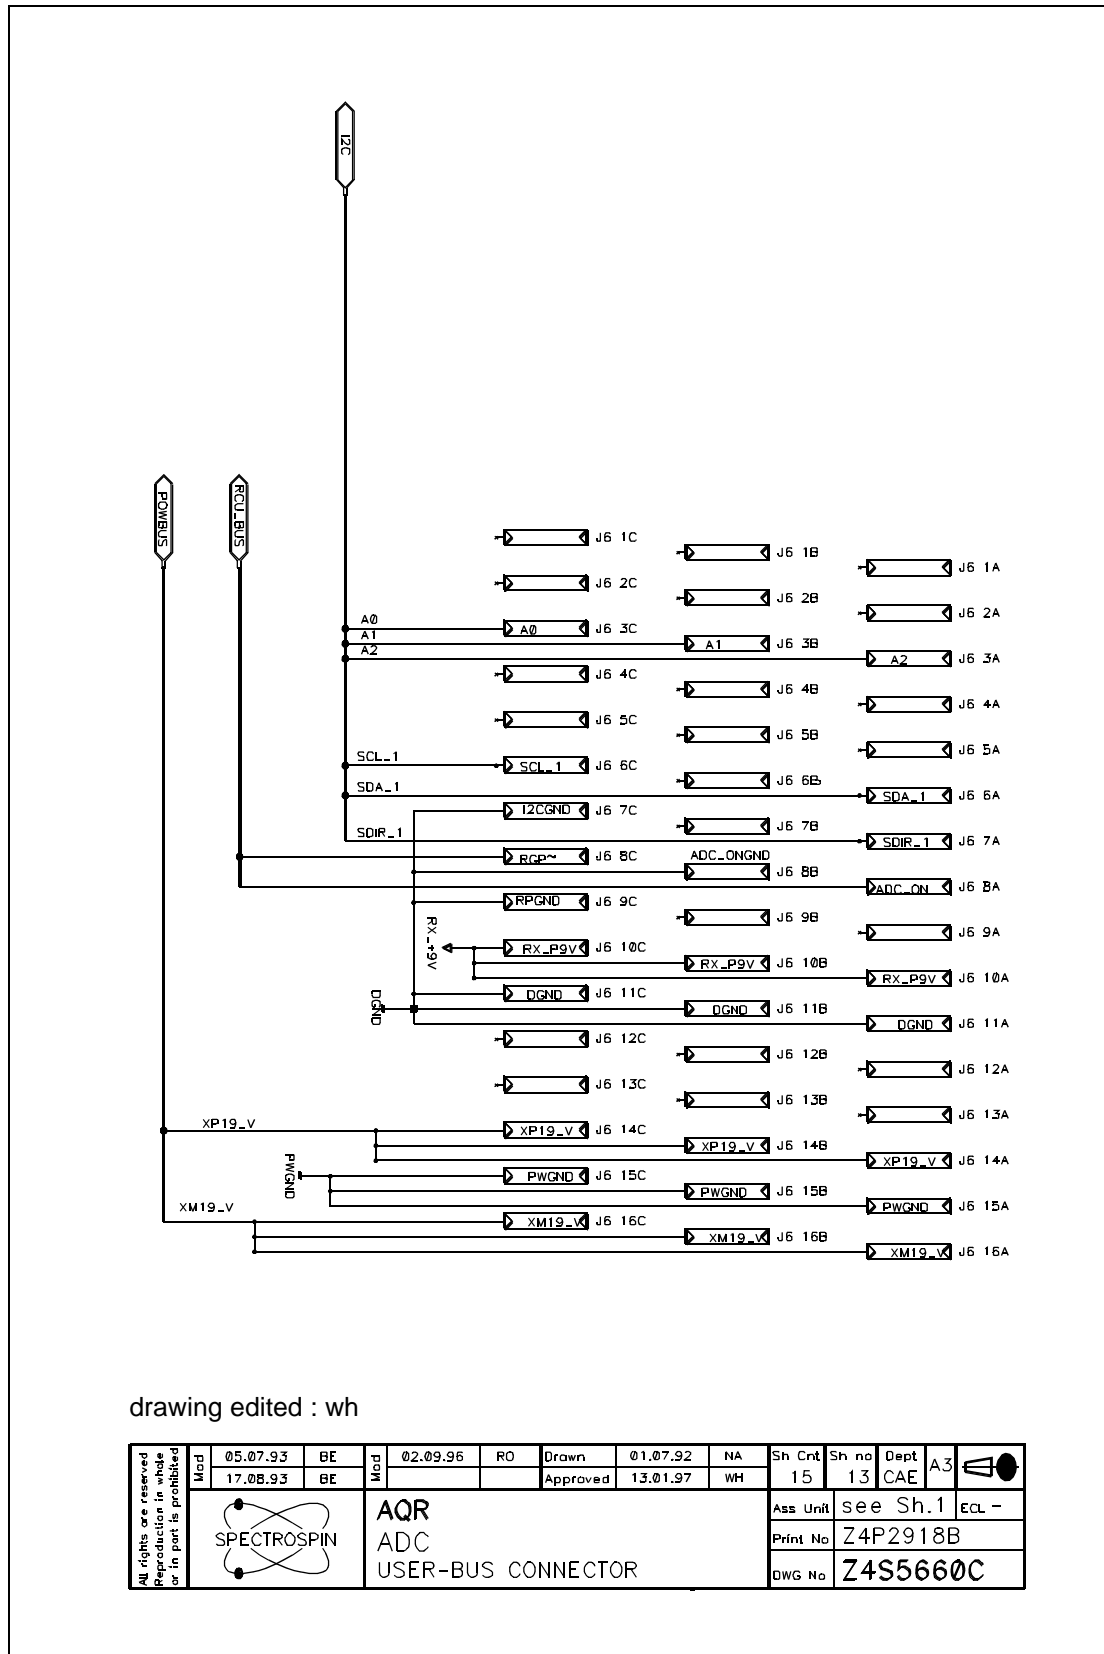 I2C
POWBUS
RCU_BUS
J6 1C
J6 1B
J6 1A
J6 2C
J6 2B
J6 2A
A0
A0 J6 3C
A1
A1 J6 3B
A2
A2 J6 3A
J6 4C
J6 4B
J6 4A
J6 5C
J6 5B
J6 5A
SCL_1
SCL_1 J6 6C
J6 6B
SDA_1
SDA_1 J6 6A
I2CGND J6 7C
J6 7B
SDIR_1
SDIR_1 J6 7A
RGP~ J6 8C
ADC_ONGND
J6 8B
ADC_ON J6 8A
RPGND J6 9C
J6 9B
J6 9A
RX_+9V
RX_P9V J6 10C
RX_P9V J6 10B
RX_P9V J6 10A
DGND
DGND J6 11C
DGND J6 11B
DGND J6 11A
J6 12C
J6 12B
J6 12A
J6 13C
J6 13B
J6 13A
XP19_V
XP19_V J6 14C
XP19_V J6 14B
XP19_V J6 14A
PWGND
PWGND J6 15C
PWGND J6 15B
PWGND J6 15A
XM19_V
XM19_V J6 16C
XM19_V J6 16B
XM19_V J6 16A
drawing edited : wh
All rights are reserved
Reproduction in whole
or in part is prohibited
Mod 05.07.93 BE
17.08.93 BE
Mod 02.09.96 RO
Drawn 01.07.92 NA
Approved 13.01.97 WH
Sh Cnt 15
Sh no 13
Dept CAE
A3
SPECTROSPIN
AQR
ADC
USER-BUS CONNECTOR
Ass Unit see Sh.1 ECL -
Print No Z4P2918B
DWG No Z4S5660C